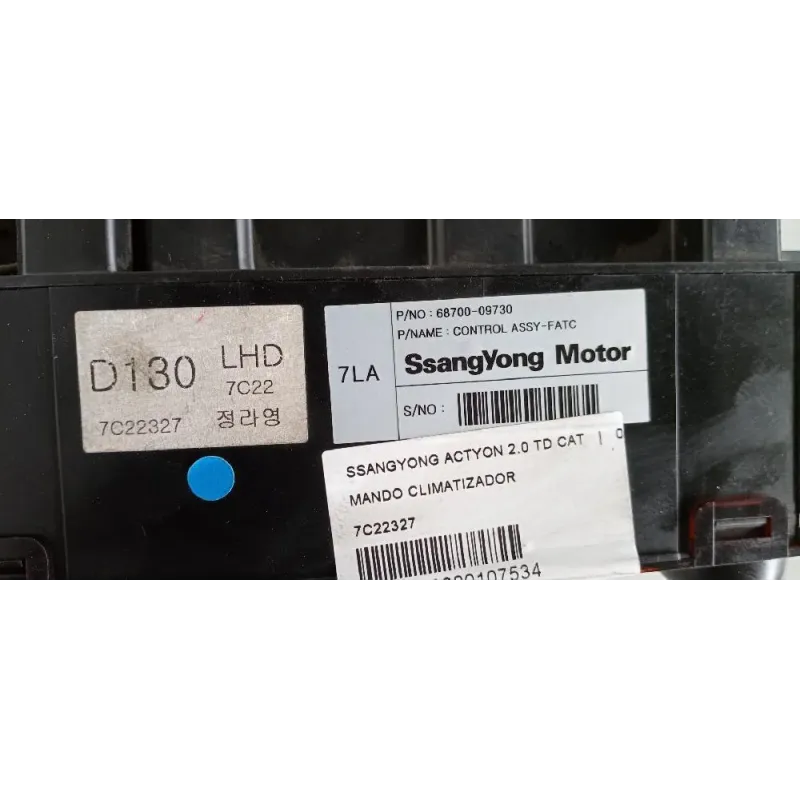 D130 LHD
7C22
7C22327 정라영
7LA
P/NO : 68700-09730
P/NAME : CONTROL ASSY-FATC
SsangYong Motor
S/NO :
SSANGYONG ACTYON 2.0 TD CAT |
MANDO CLIMATIZADOR
7C22327